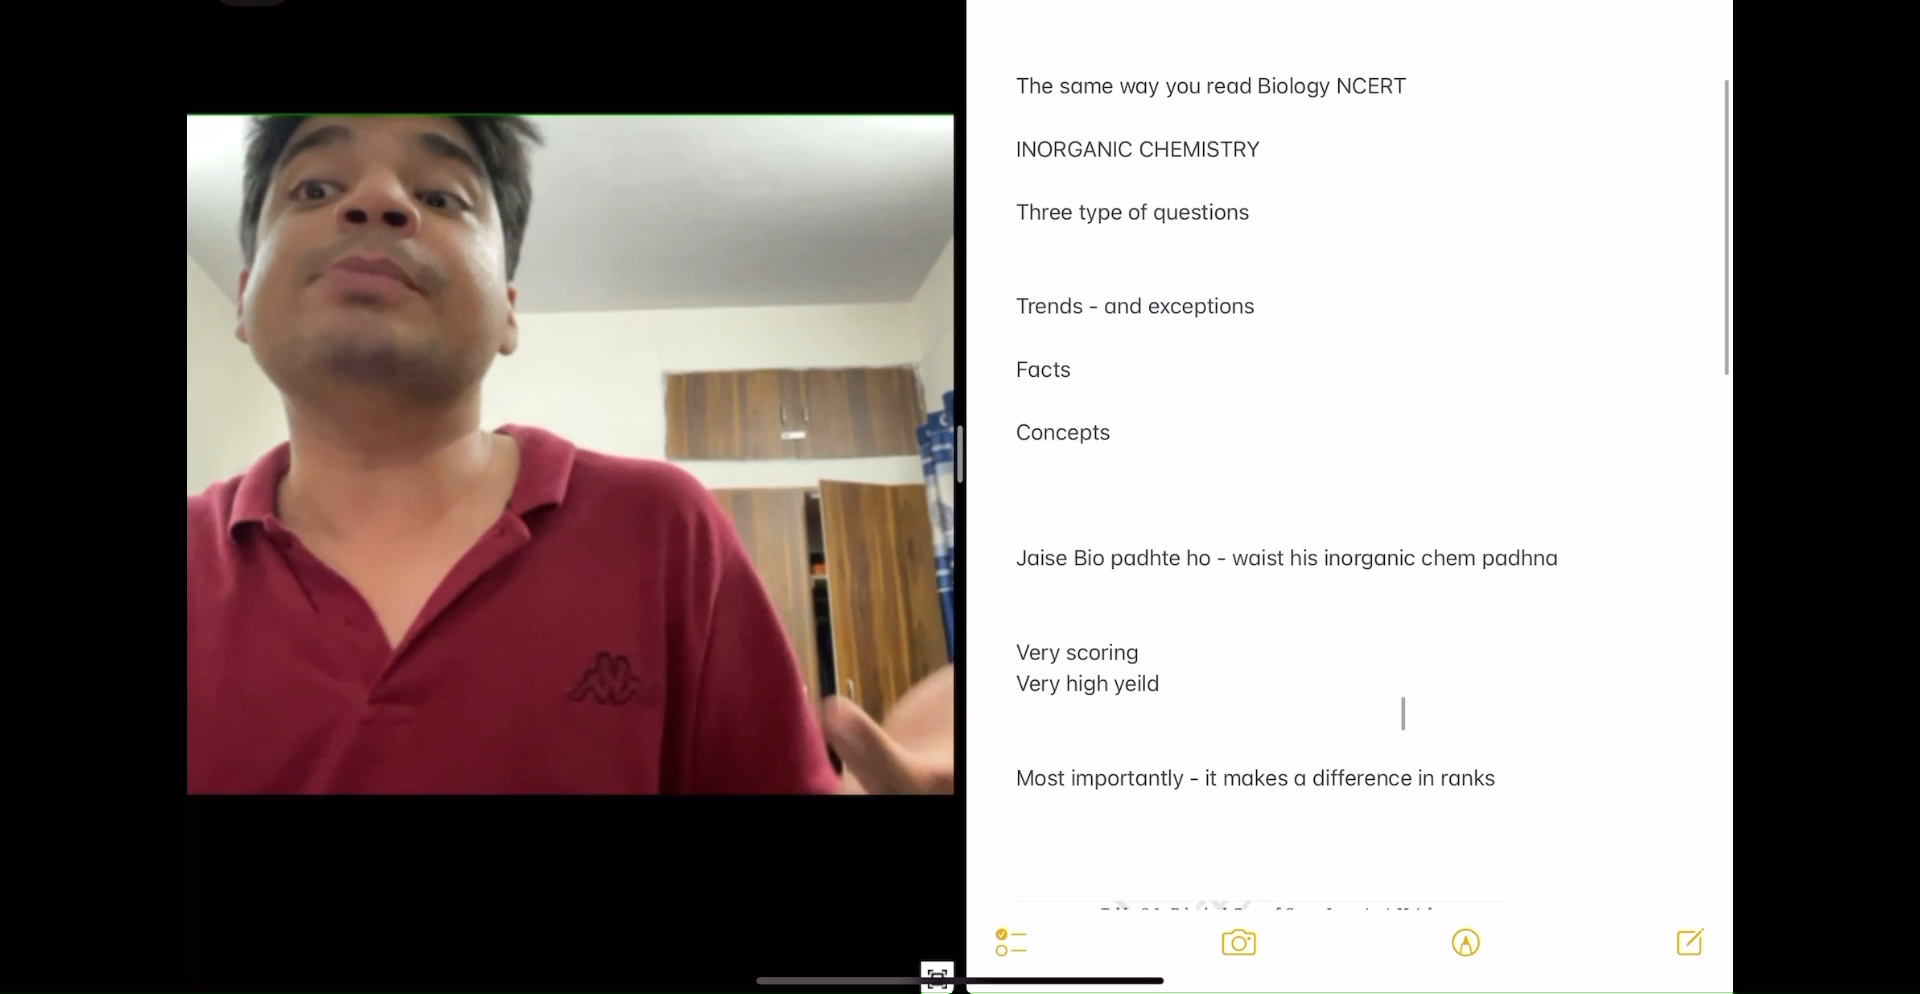 The same way you read Biology NCERT
INORGANIC CHEMISTRY
Three type of questions
Trends - and exceptions
Facts
Concepts
Jaise Bio padhte ho - waist his inorganic chem padhna
Very scoring
Very high yeild
Most importantly - it makes a difference in ranks